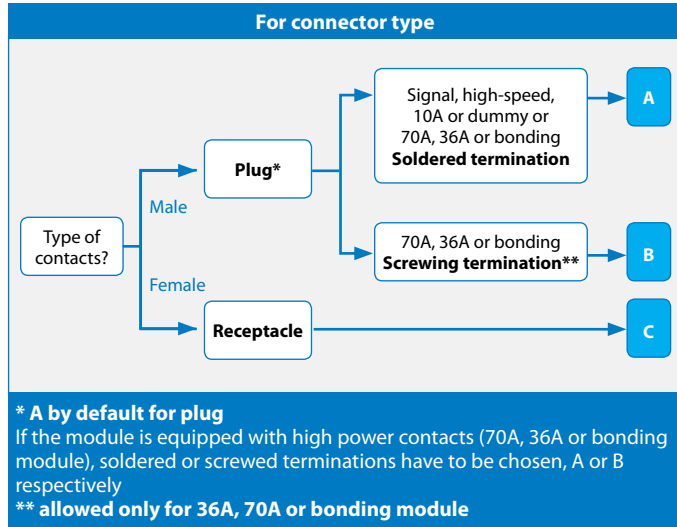 For connector type
Type of
contacts?
Male
Female
Plug*
Signal, high-speed,
10A or dummy or
70A, 36A or bonding
Soldered termination
A
70A, 36A or bonding
Screwing termination**
B
Receptacle
C
* A by default for plug
If the module is equipped with high power contacts (70A, 36A or bonding
module), soldered or screwed terminations have to be chosen, A or B
respectively
** allowed only for 36A, 70A or bonding module